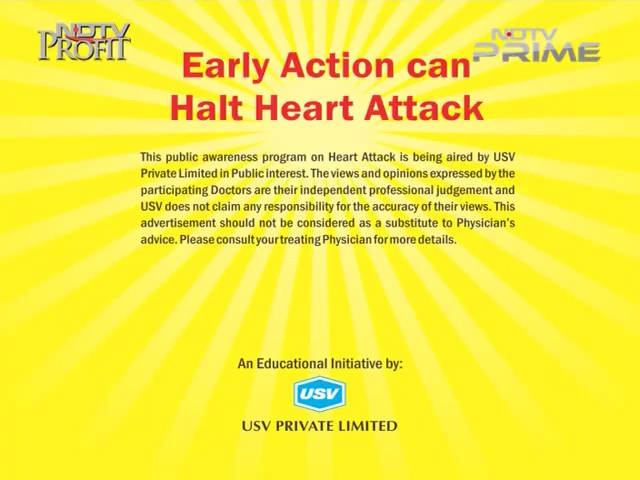 NDTV
PROFIT
NDTV
PRIME
Early Action can
Halt Heart Attack
This public awareness program on Heart Attack is being aired by USV
Private Limited in Public interest. The views and opinions expressed by the
participating Doctors are their independent professional judgement and
USV does not claim any responsibility for the accuracy of their views. This
advertisement should not be considered as a substitute to Physician's
advice. Please consult your treating Physician for more details.
An Educational Initiative by:
USV
USV PRIVATE LIMITED